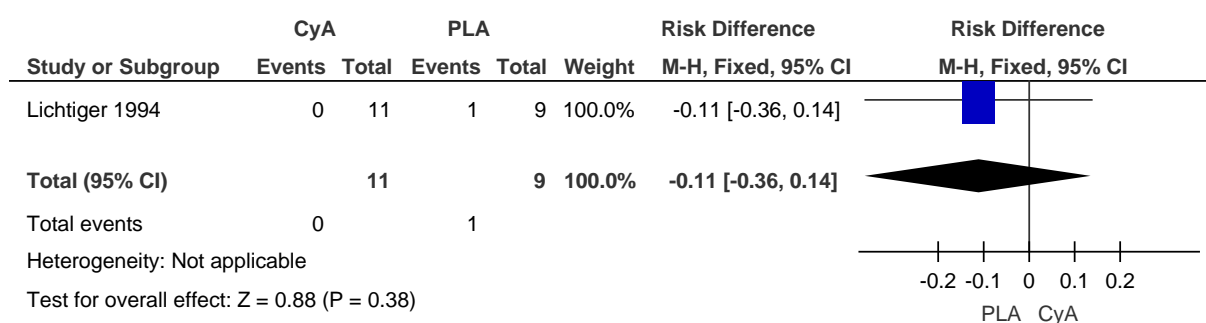 CyA PLA Risk Difference Risk Difference
Study or Subgroup Events Total Events Total Weight M-H, Fixed, 95% CI M-H, Fixed, 95% CI
Lichtiger 1994 0 11 1 9 100.0% -0.11 [-0.36, 0.14]
Total (95% CI) 11 9 100.0% -0.11 [-0.36, 0.14]
Total events 0 1
Heterogeneity: Not applicable
Test for overall effect: Z = 0.88 (P = 0.38)
-0.2 -0.1 0 0.1 0.2
PLA CyA